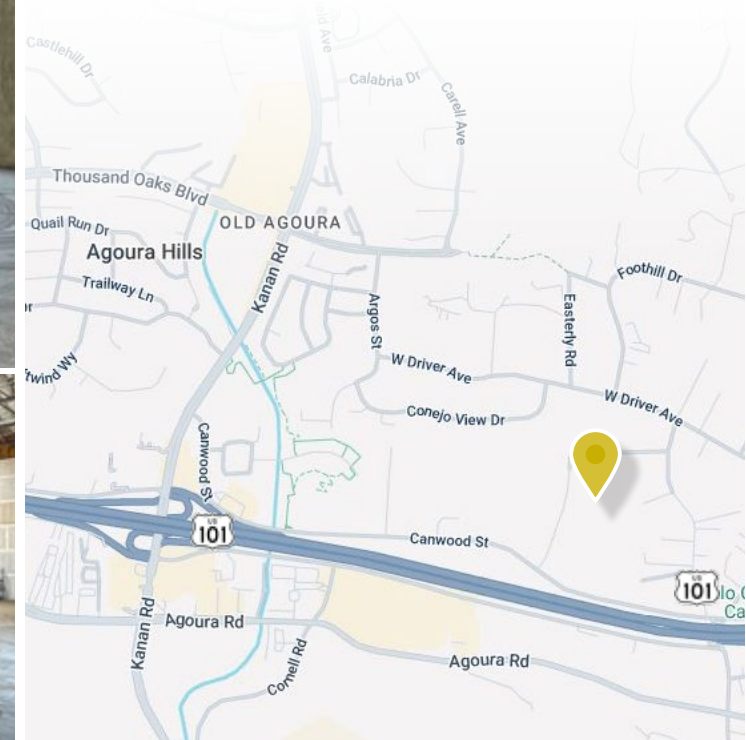 Castlehill Dr
Calabria Dr
Carell Ave
Thousand Oaks Blvd
OLD AGOURA
Quail Run Dr
Agoura Hills
Kanan Rd
Foothill Dr
Trailway Ln
Argos St
Easterly Rd
W Driver Ave
W Driver Ave
Conejo View Dr
Canwood St
US
101
Canwood St
US
101
Agoura Rd
Kanan Rd
Agoura Rd
Cornell Rd